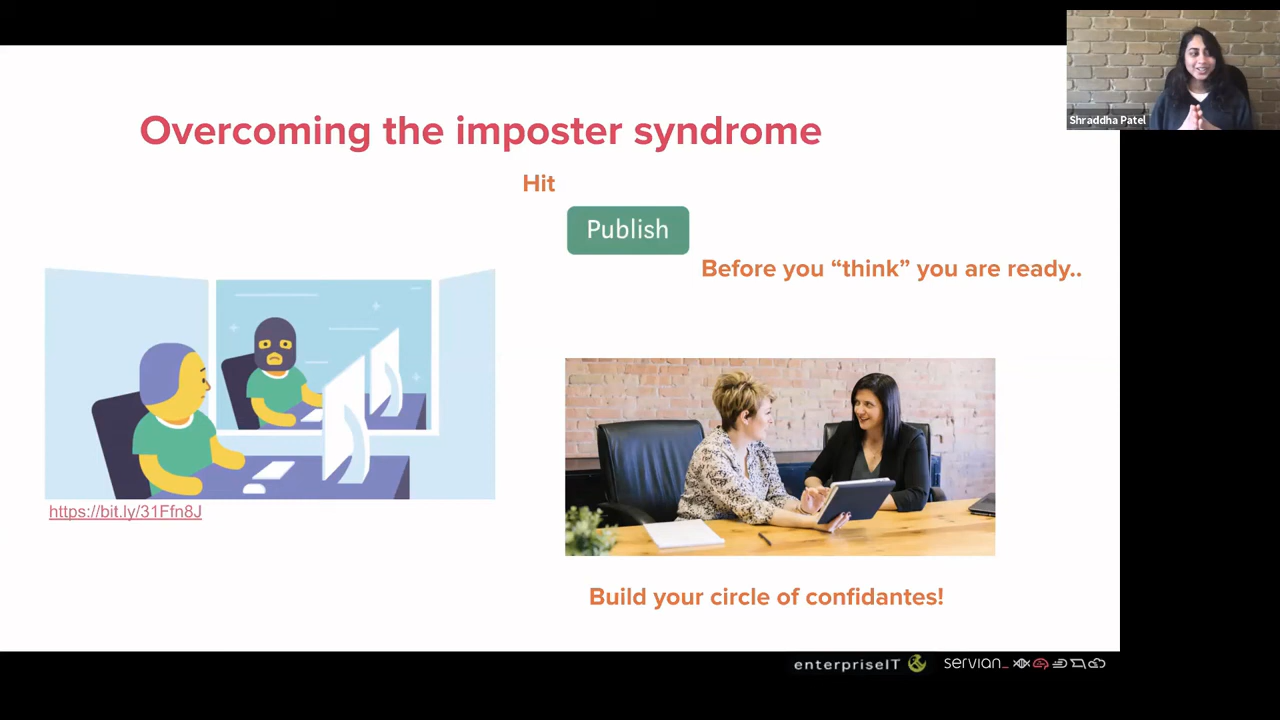 Shraddha Patel
Overcoming the imposter syndrome
Hit
Publish
Before you “think” you are ready..
https://bit.ly/31Ffn8J
Build your circle of confidantes!
enterpriseIT
servian_